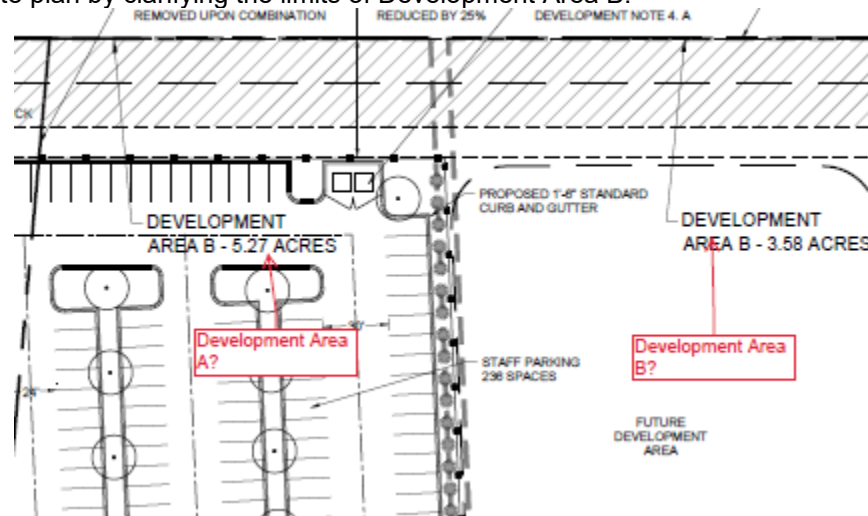 te plan by clarifying the limits of Development Area B.
REMOVED UPON COMBINATION
REDUCED BY 25%
DEVELOPMENT NOTE 4. A
CK
PROPOSED 1'-6" STANDARD
CURB AND GUTTER
DEVELOPMENT
AREA B - 5.27 ACRES
DEVELOPMENT
AREA B - 3.58 ACRES
Development Area
A?
Development Area
B?
STAFF PARKING
236 SPACES
24'
FUTURE
DEVELOPMENT
AREA